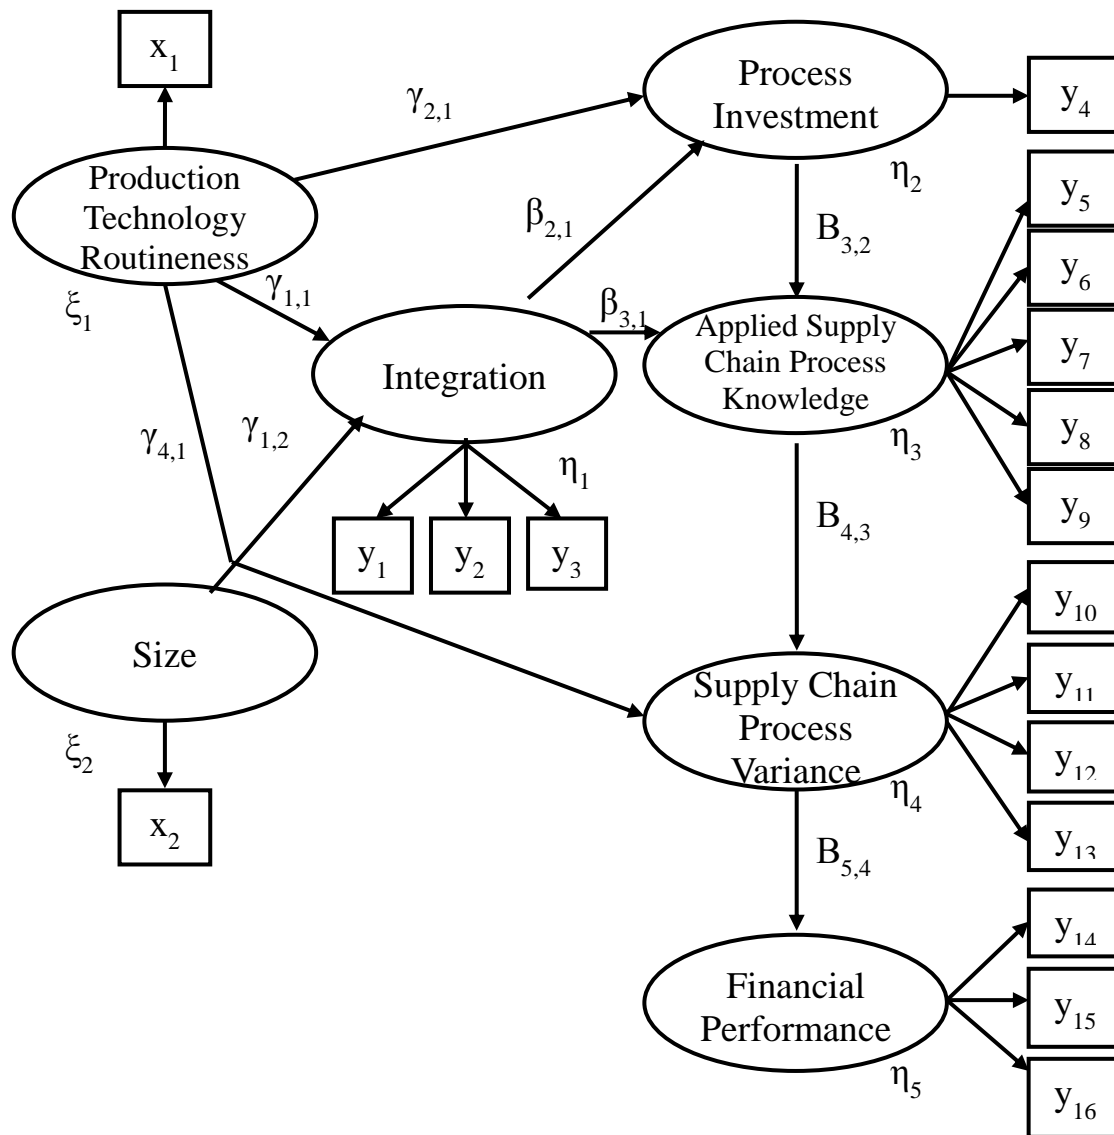 x₁
Process
Investment
y₄
γ₂,₁
Production
Technology
Routineness
η₂
y₅
β₂,₁
B₃,₂
y₆
ξ₁
γ₁,₁
β₃,₁
Applied Supply
Chain Process
Knowledge
y₇
Integration
γ₄,₁
γ₁,₂
η₃
y₈
η₁
y₉
B₄,₃
y₁
y₂
y₃
y₁₀
Size
Supply Chain
Process
Variance
y₁₁
ξ₂
η₄
y₁₂
x₂
y₁₃
B₅,₄
y₁₄
Financial
Performance
y₁₅
η₅
y₁₆